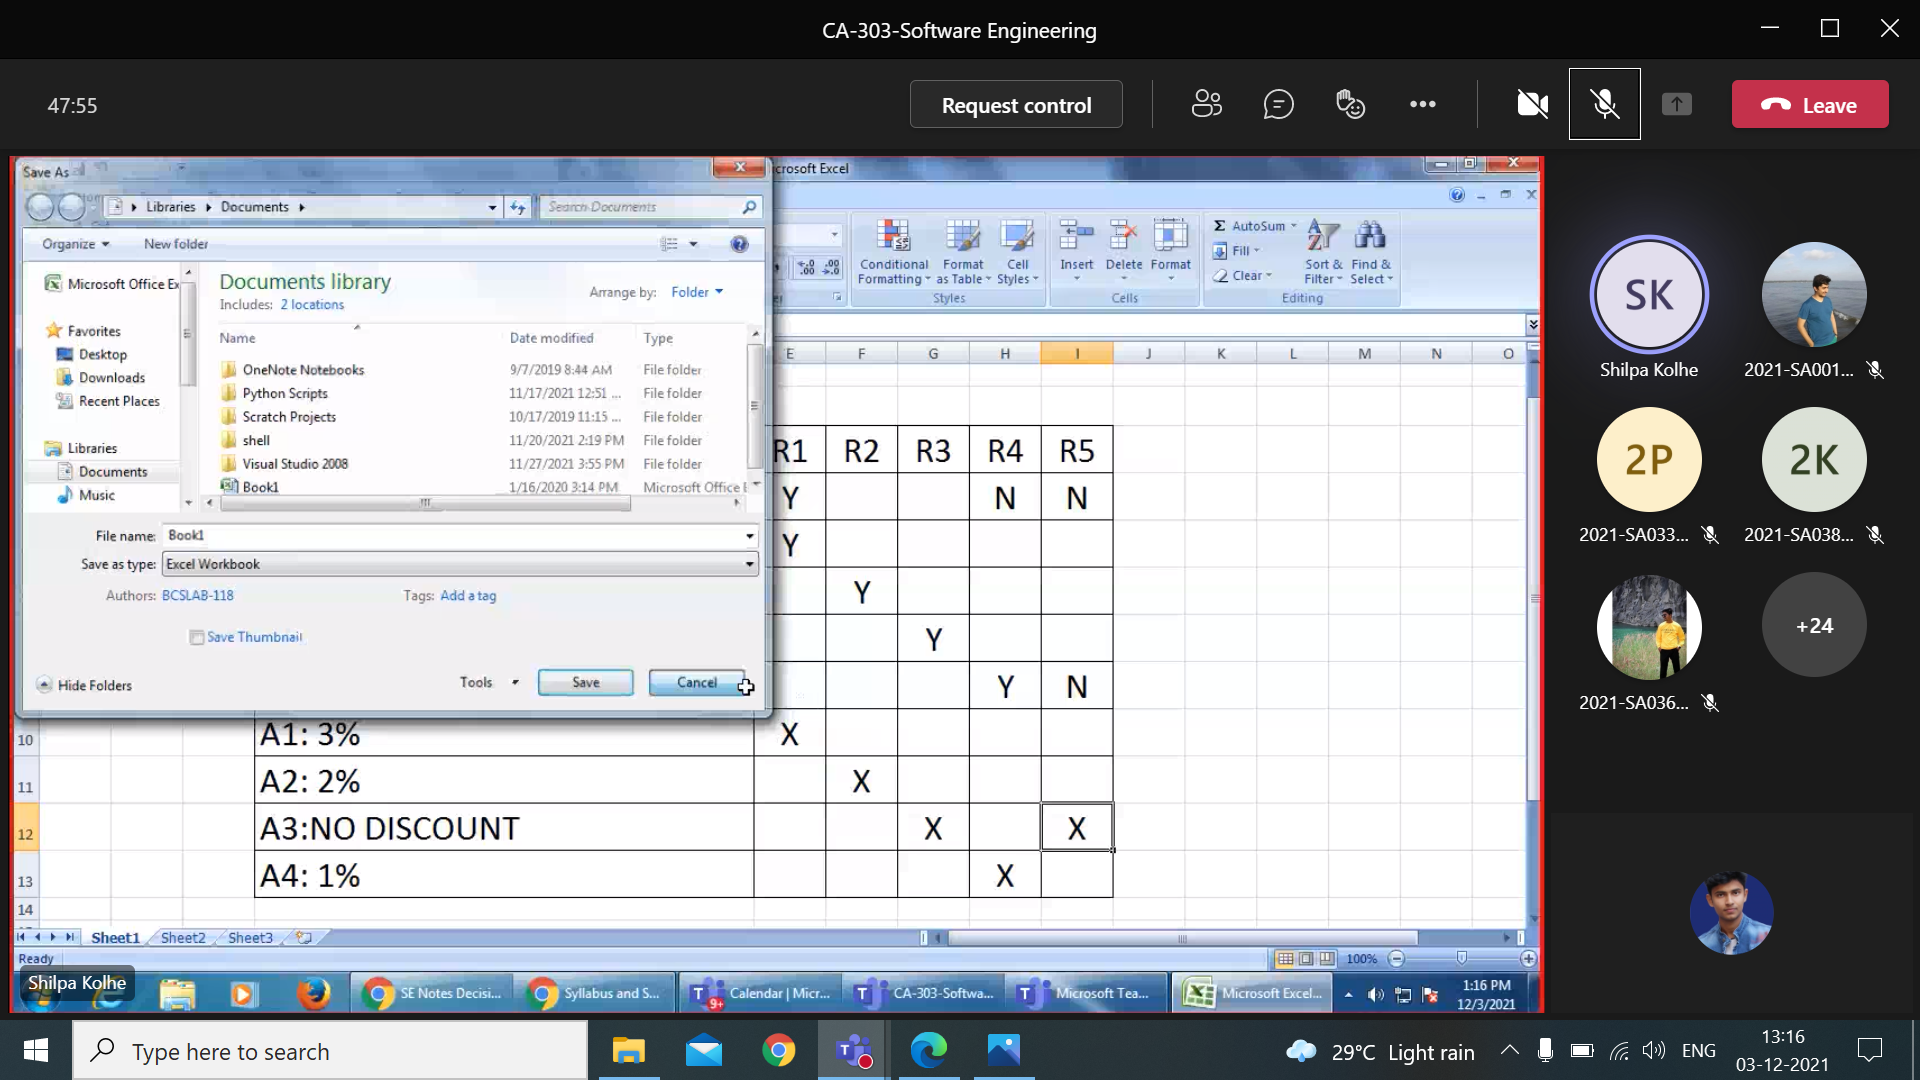 CA-303-Software Engineering
47:55
Request control
Leave
Save As
Microsoft Excel
Libraries
Documents
Search Documents
Organize
New folder
AutoSum
Fill
Clear
Conditional Formatting
Format as Table
Cell Styles
Insert
Delete
Format
Sort & Filter
Find & Select
Styles
Cells
Editing
Microsoft Office Ex
Favorites
Desktop
Downloads
Recent Places
Libraries
Documents
Music
Documents library
Includes: 2 locations
Arrange by: Folder
Name Date modified Type
OneNote Notebooks 9/7/2019 8:44 AM File folder
Python Scripts 11/17/2021 12:51 ... File folder
Scratch Projects 10/17/2019 11:15 ... File folder
shell 11/20/2021 2:19 PM File folder
Visual Studio 2008 11/27/2021 3:55 PM File folder
Book1 1/16/2020 3:14 PM Microsoft Office E
File name: Book1
Save as type: Excel Workbook
Authors: BCSLAB-118 Tags: Add a tag
Save Thumbnail
Hide Folders
Tools Save Cancel
E F G H I J K L M N O
R1 R2 R3 R4 R5
Y N N
Y
Y
Y
Y N
10 A1: 3% X
11 A2: 2% X
12 A3:NO DISCOUNT X X
13 A4: 1% X
14
Sheet1 Sheet2 Sheet3
Ready
100%
Shilpa Kolhe
SE Notes Decisi...
Syllabus and S...
9+
Calendar | Micr...
CA-303-Softwa...
Microsoft Tea...
Microsoft Excel...
1:16 PM
12/3/2021
SK
Shilpa Kolhe
2021-SA001...
2P
2021-SA033...
2K
2021-SA038...
2021-SA036...
+24
Type here to search
29°C Light rain
ENG
13:16
03-12-2021